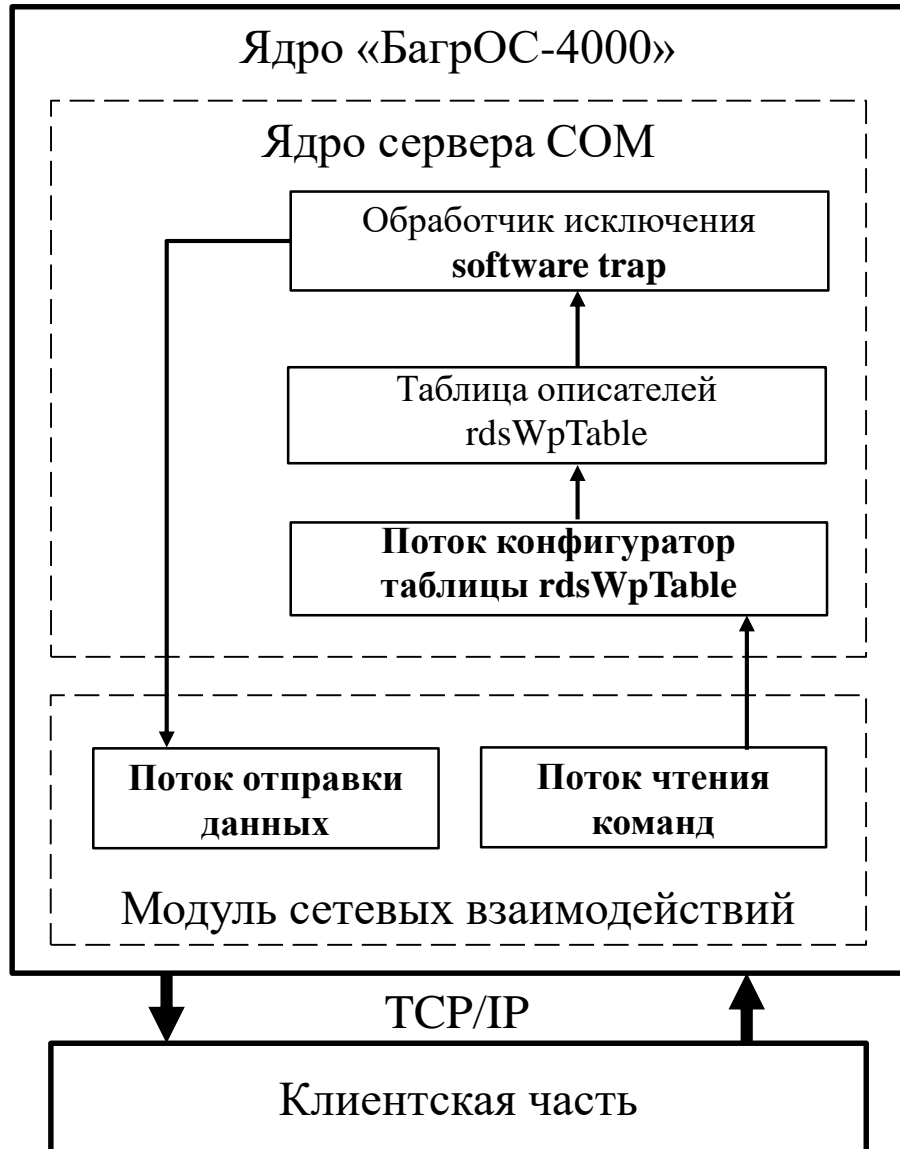 Ядро «БагрОС-4000»
Ядро сервера СОМ
Обработчик исключения
software trap
Таблица описателей
rdsWpTable
Поток конфигуратор
таблицы rdsWpTable
Поток отправки
данных
Поток чтения
команд
Модуль сетевых взаимодействий
TCP/IP
Клиентская часть